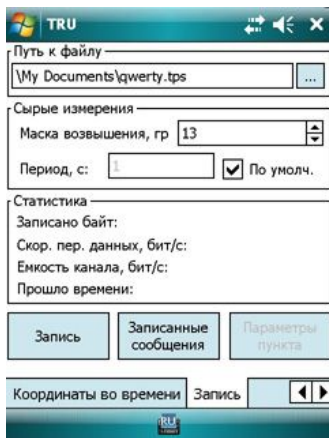 TRU
Путь к файлу
\My Documents\qwerty.tps
...
Сырые измерения
Маска возвышения, гр 13
Период, с: 1 По умолч.
Статистика
Записано байт:
Скор. пер. данных, бит/с:
Емкость канала, бит/с:
Прошло времени:
Запись
Записанные
сообщения
Параметры
пункта
Координаты во времени Запись
RU